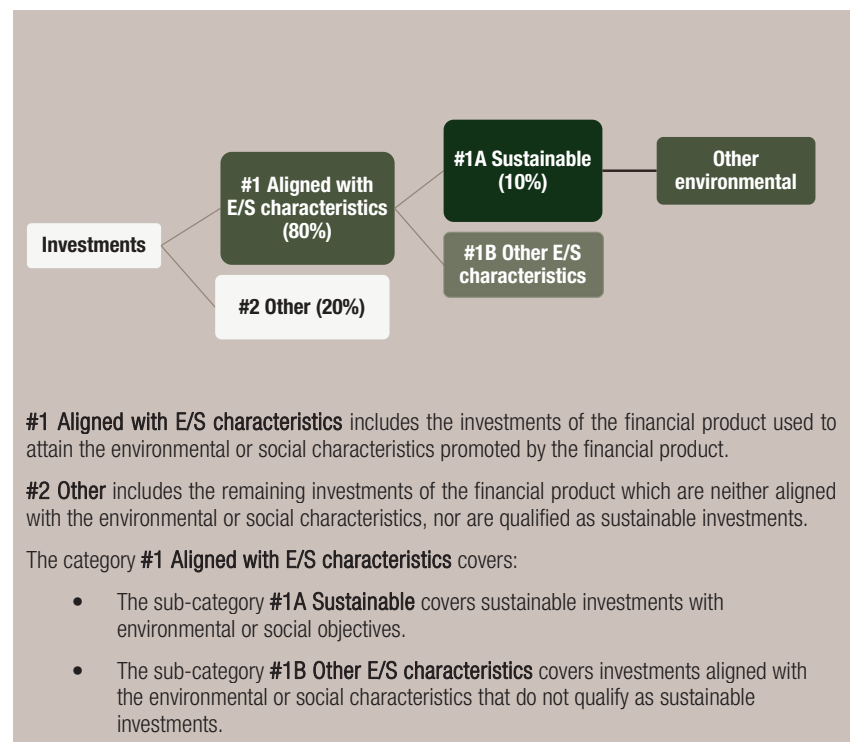 Investments
#1 Aligned with
E/S characteristics
(80%)
#2 Other (20%)
#1A Sustainable
(10%)
#1B Other E/S
characteristics
Other
environmental
#1 Aligned with E/S characteristics includes the investments of the financial product used to
attain the environmental or social characteristics promoted by the financial product.
#2 Other includes the remaining investments of the financial product which are neither aligned
with the environmental or social characteristics, nor are qualified as sustainable investments.
The category #1 Aligned with E/S characteristics covers:
• The sub-category #1A Sustainable covers sustainable investments with
environmental or social objectives.
• The sub-category #1B Other E/S characteristics covers investments aligned with
the environmental or social characteristics that do not qualify as sustainable
investments.